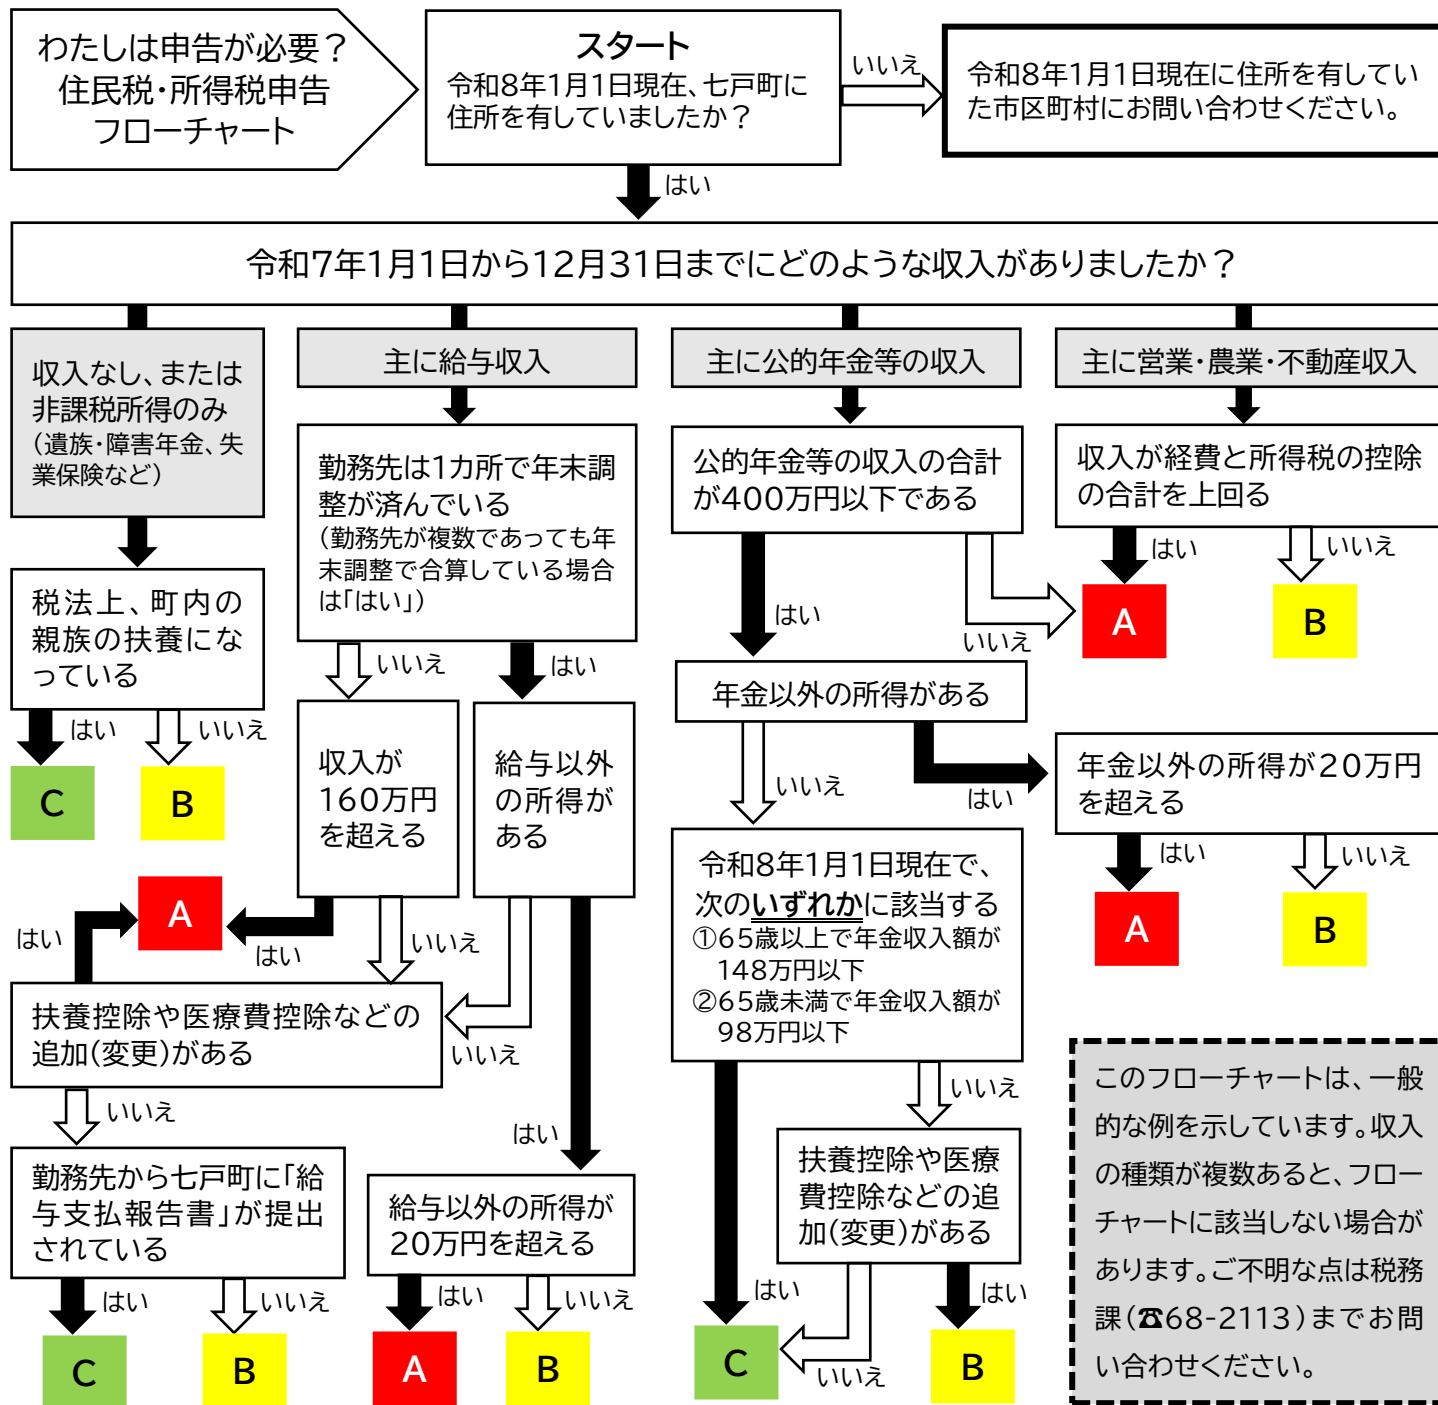 わたしは申告が必要？
住民税・所得税申告
フローチャート
スタート
令和8年1月1日現在、七戸町に
住所を有していましたか？
いいえ
令和8年1月1日現在に住所を有してい
た市区町村にお問い合わせください。
はい
令和7年1月1日から12月31日までにどのような収入がありましたか？
収入なし、または
非課税所得のみ
（遺族・障害年金、失
業保険など）
税法上、町内の
親族の扶養にな
っている
はい
いいえ
C
B
主に給与収入
勤務先は1カ所で年末調
整が済んでいる
（勤務先が複数であっても年
末調整で合算している場合
は「はい」）
いいえ
はい
収入が
160万円
を超える
給与以外
の所得が
ある
A
はい
はい
いいえ
扶養控除や医療費控除などの
追加（変更）がある
いいえ
いいえ
はい
勤務先から七戸町に「給
与支払報告書」が提出
されている
はい
いいえ
C
B
給与以外の所得が
20万円を超える
はい
いいえ
A
B
主に公的年金等の収入
公的年金等の収入の合計
が400万円以下である
はい
いいえ
年金以外の所得がある
いいえ
はい
令和8年1月1日現在で、
次のいずれかに該当する
①65歳以上で年金収入額が
148万円以下
②65歳未満で年金収入額が
98万円以下
いいえ
扶養控除や医療
費控除などの追
加（変更）がある
はい
はい
いいえ
C
B
主に営業・農業・不動産収入
収入が経費と所得税の控除
の合計を上回る
はい
いいえ
A
B
年金以外の所得が20万円
を超える
はい
いいえ
A
B
このフローチャートは、一般
的な例を示しています。収入
の種類が複数あると、フロー
チャートに該当しない場合が
あります。ご不明な点は税務
課（☎68-2113）までお問
い合わせください。